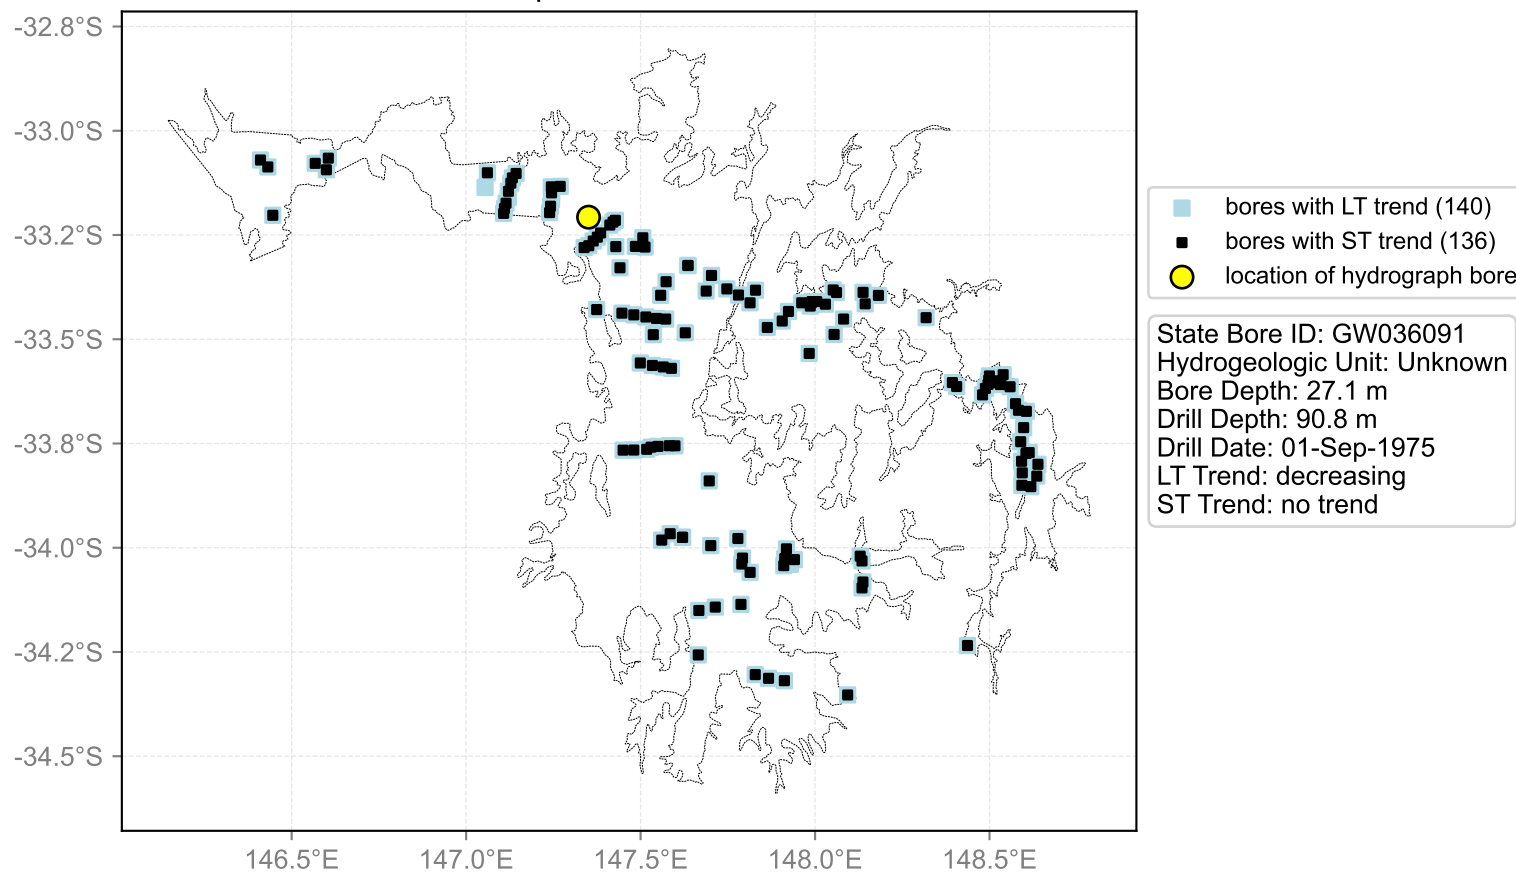 -32.8°S
-33.0°S
-33.2°S
-33.5°S
-33.8°S
-34.0°S
-34.2°S
-34.5°S
146.5°E
147.0°E
147.5°E
148.0°E
148.5°E
bores with LT trend (140)
bores with ST trend (136)
location of hydrograph bore
State Bore ID: GW036091
Hydrogeologic Unit: Unknown
Bore Depth: 27.1 m
Drill Depth: 90.8 m
Drill Date: 01-Sep-1975
LT Trend: decreasing
ST Trend: no trend